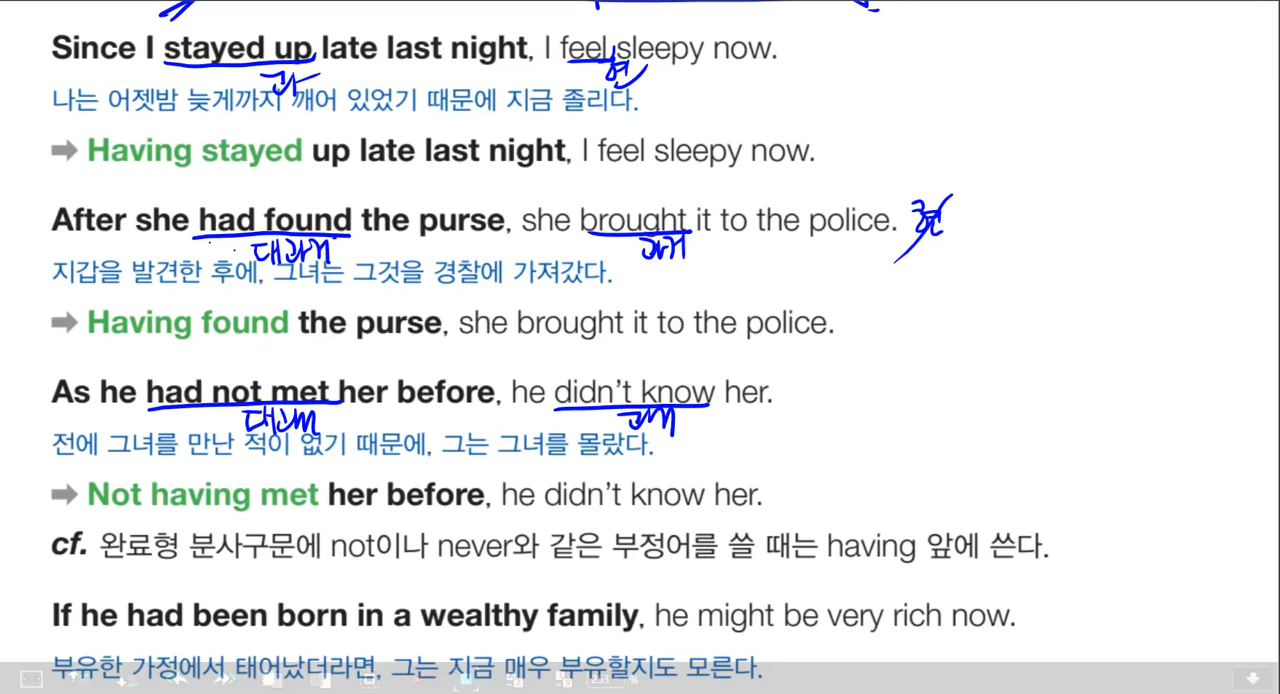 Since I stayed up late last night, I feel sleepy now.
과 현
나는 어젯밤 늦게까지 깨어 있었기 때문에 지금 졸리다.
➡ Having stayed up late last night, I feel sleepy now.
After she had found the purse, she brought it to the police.
대과거 과거
지갑을 발견한 후에, 그녀는 그것을 경찰에 가져갔다.
➡ Having found the purse, she brought it to the police.
As he had not met her before, he didn't know her.
대과거 과거
전에 그녀를 만난 적이 없기 때문에, 그는 그녀를 몰랐다.
➡ Not having met her before, he didn't know her.
cf. 완료형 분사구문에 not이나 never와 같은 부정어를 쓸 때는 having 앞에 쓴다.
If he had been born in a wealthy family, he might be very rich now.
부유한 가정에서 태어났더라면, 그는 지금 매우 부유할지도 모른다.